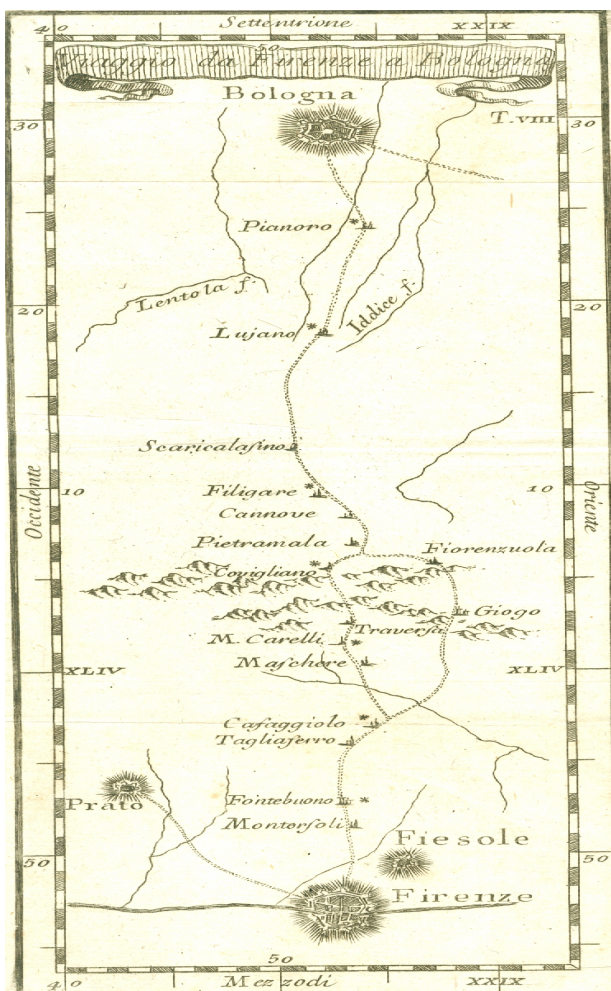 40 Settentrione XXIX
50
Viaggio da Firenze a Bologna
Bologna
T. VIII
30 30
Pianoro
Lentola f.
Iddice f.
20 20
Lujano
Scaricalasino
Occidente
Oriente
10 10
Filigare
Cannove
Pietramala
Fiorenzuola
Covigliano
Giogo
Traversa
M. Carelli
Maschere
XLIV XLIV
Cafaggiolo
Tagliaferro
Prato
Fontebuono
Montorsoli
Fiesole
50 50
Firenze
50
40 Mezzodi XXIX